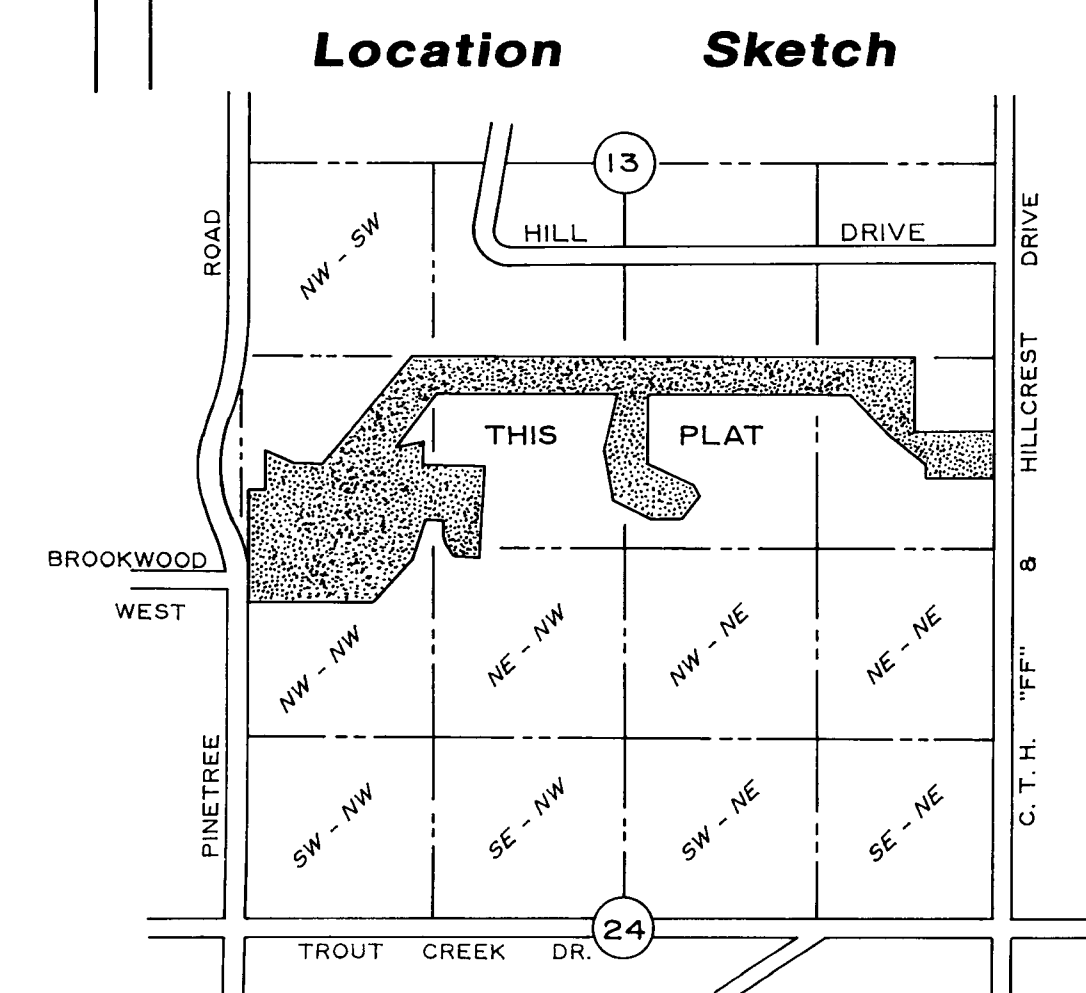 Location Sketch
13
ROAD
NW - SW
HILL DRIVE
DRIVE
HILLCREST
&
C. T. H. "FF"
THIS PLAT
BROOKWOOD
WEST
NW - NW
NE - NW
NW - NE
NE - NE
PINETREE
SW - NW
SE - NW
SW - NE
SE - NE
24
TROUT CREEK DR.